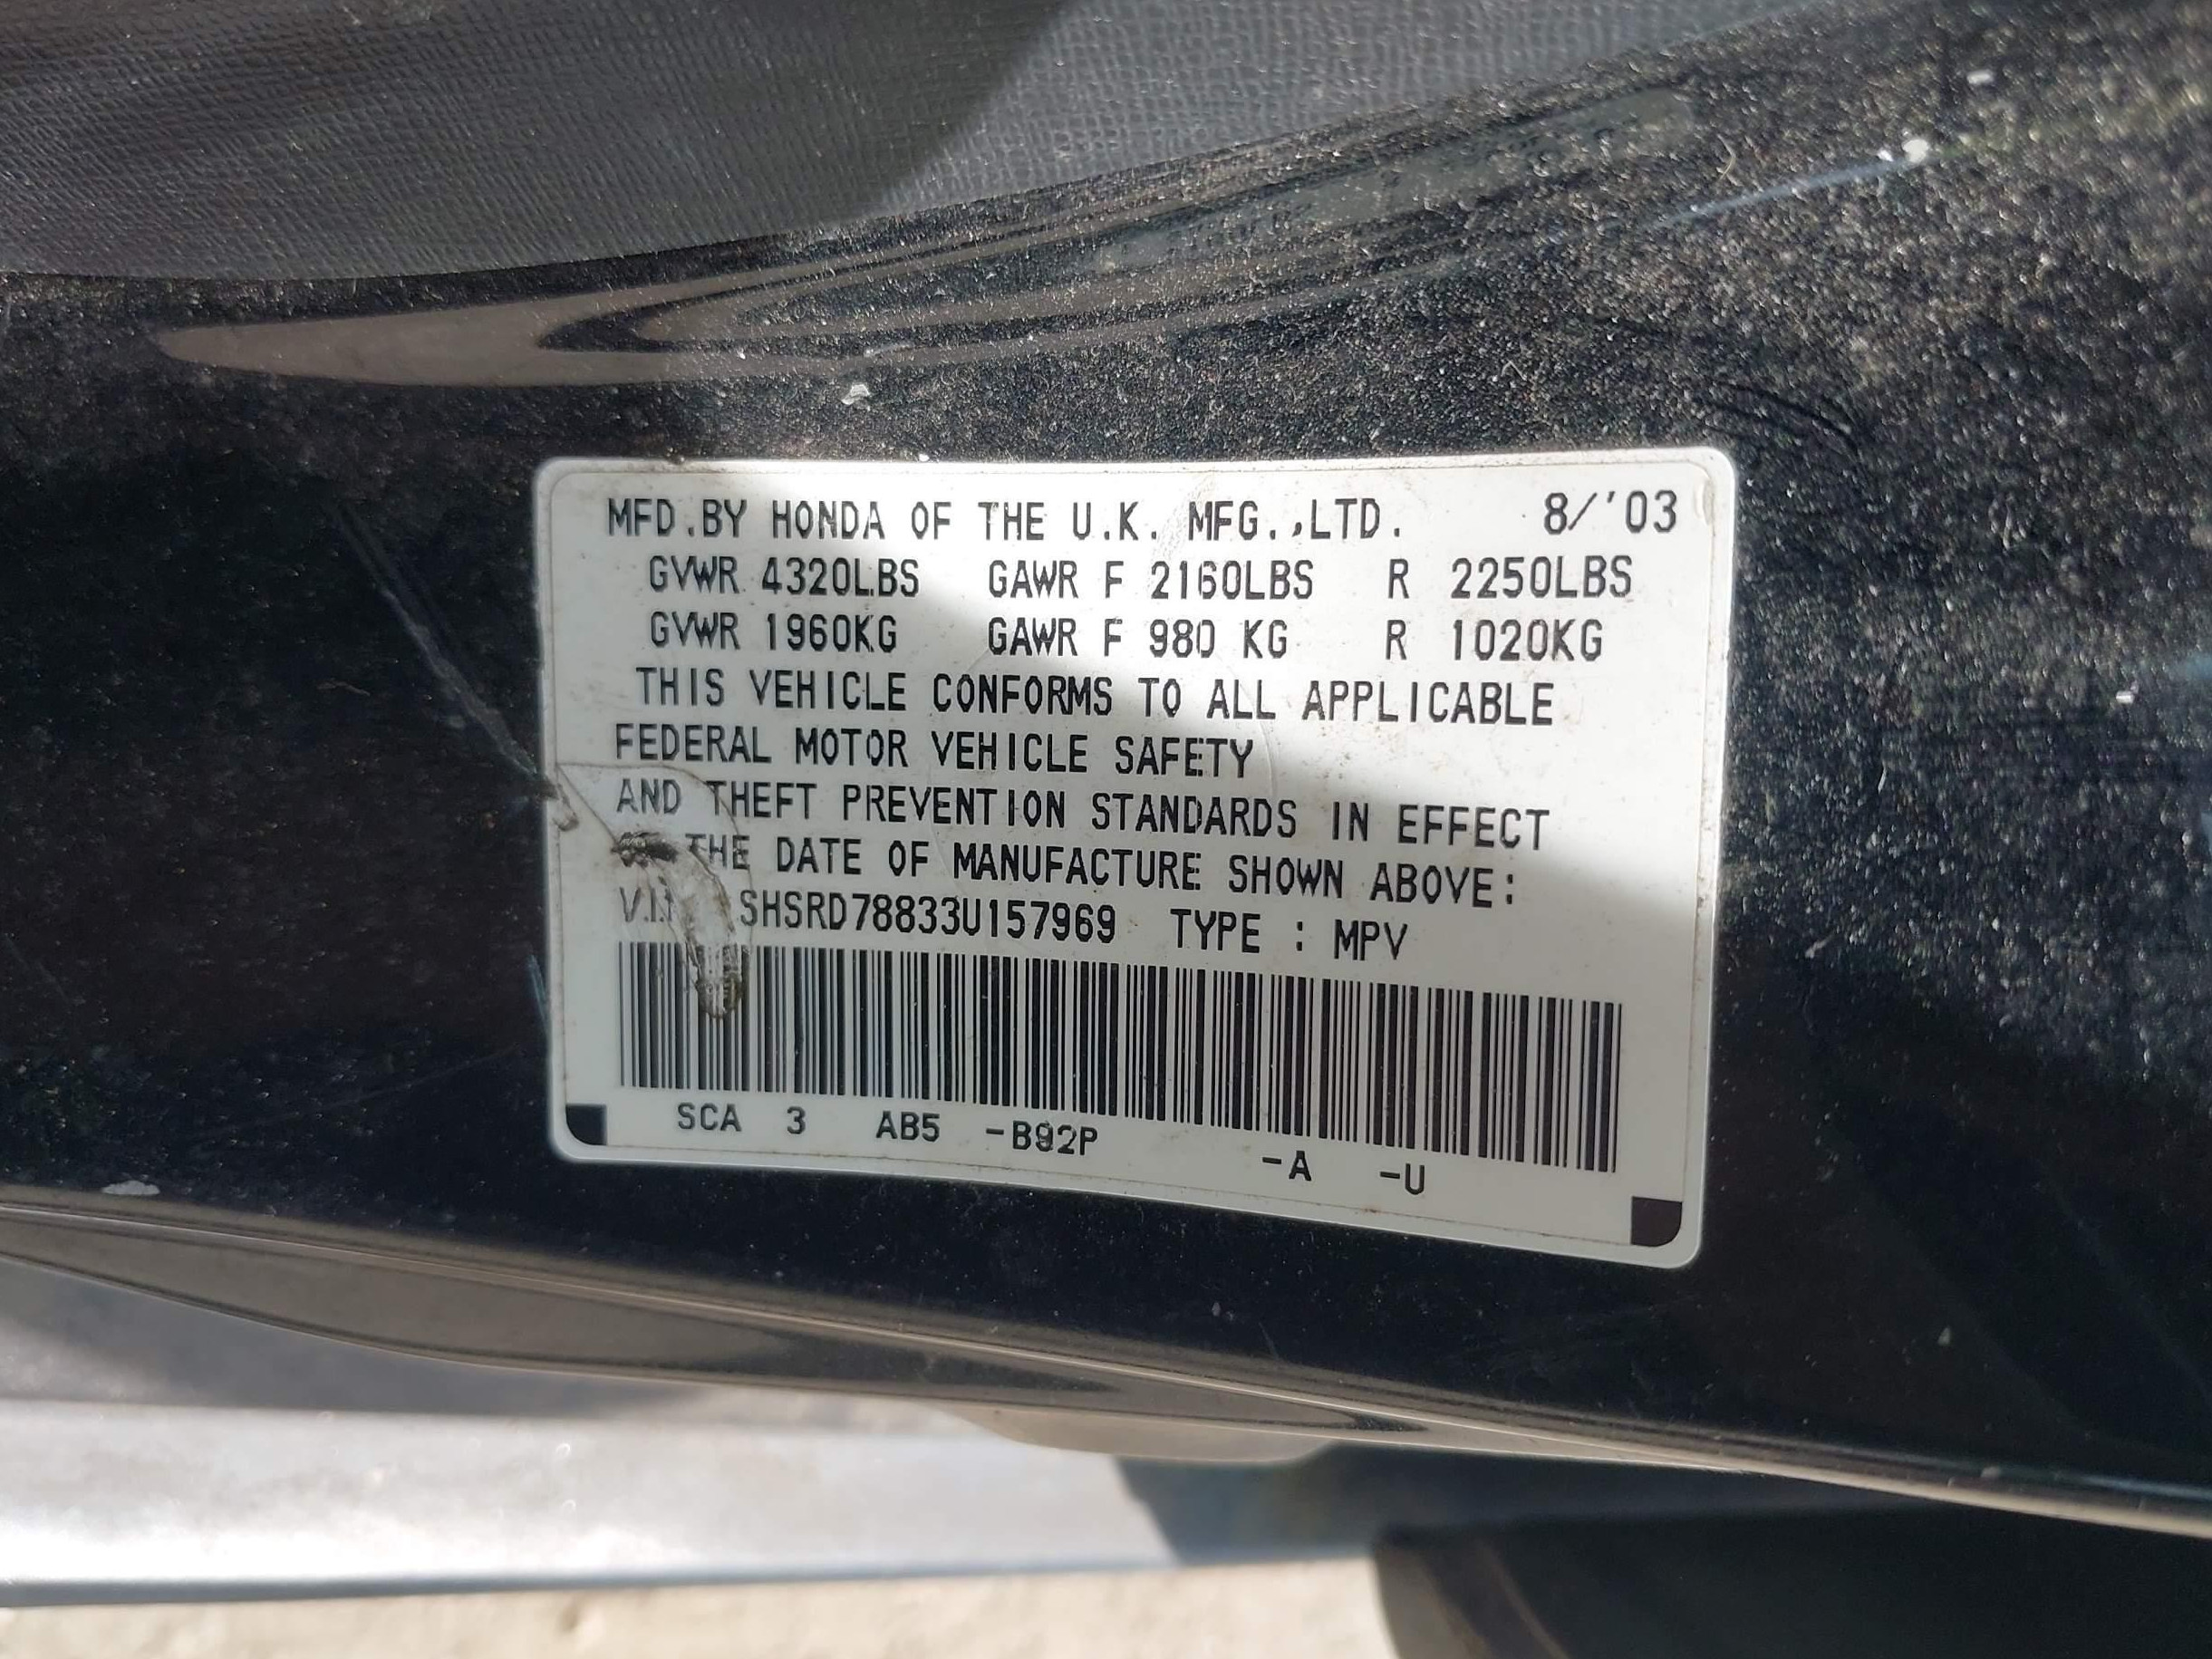 MFD.BY HONDA OF THE U.K. MFG.,LTD. 8/'03
GVWR 4320LBS GAWR F 2160LBS R 2250LBS
GVWR 1960KG GAWR F 980 KG R 1020KG
THIS VEHICLE CONFORMS TO ALL APPLICABLE
FEDERAL MOTOR VEHICLE SAFETY
AND THEFT PREVENTION STANDARDS IN EFFECT
THE DATE OF MANUFACTURE SHOWN ABOVE:
SHSRD78833U157969 TYPE : MPV
SCA 3 AB5 -B92P -A -U